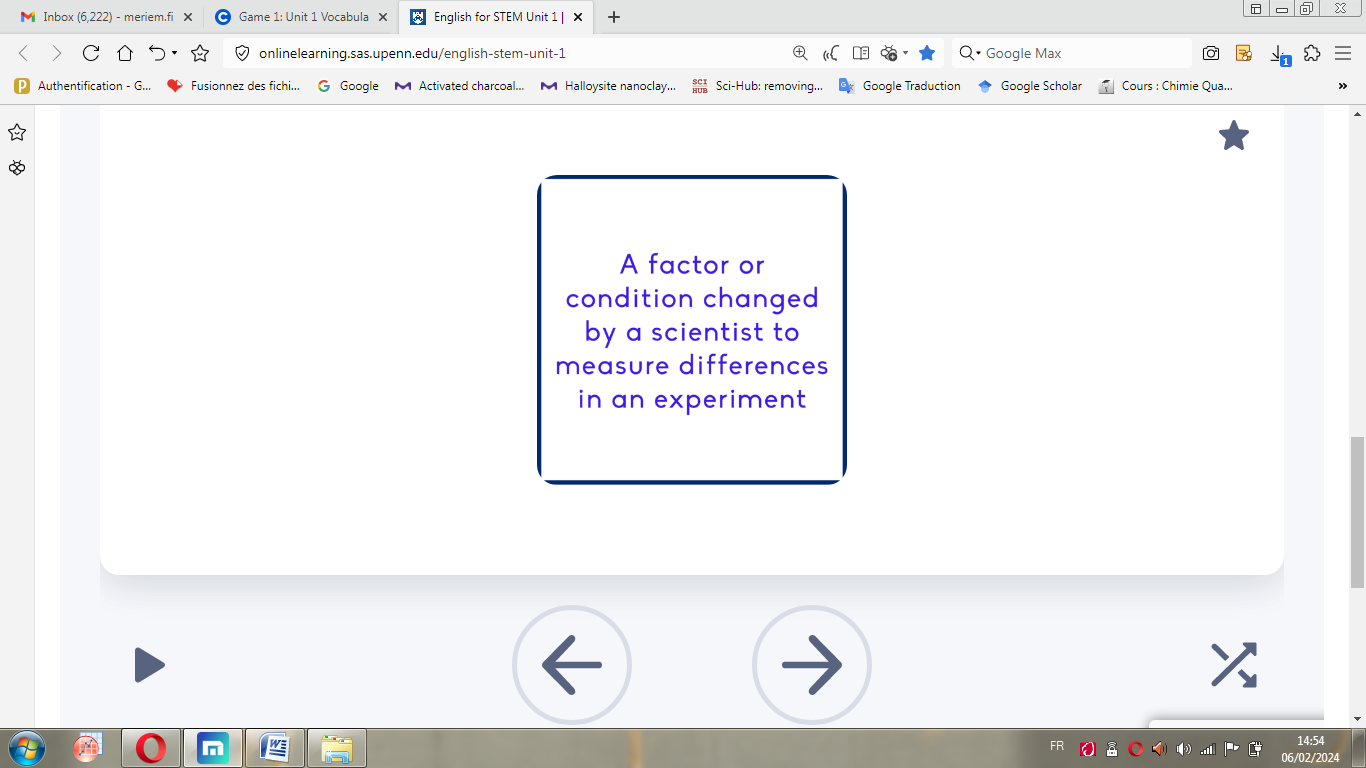 Inbox (6,222) - meriem.fi
Game 1: Unit 1 Vocabula
English for STEM Unit 1 |
onlinelearning.sas.upenn.edu/english-stem-unit-1
Google Max
1
Authentification - G...
Fusionnez des fichi...
Google
Activated charcoal...
Halloysite nanoclay...
SCI HUB
Sci-Hub: removing...
Google Traduction
Google Scholar
Cours : Chimie Qua...
A factor or
condition changed
by a scientist to
measure differences
in an experiment
FR
14:54
06/02/2024